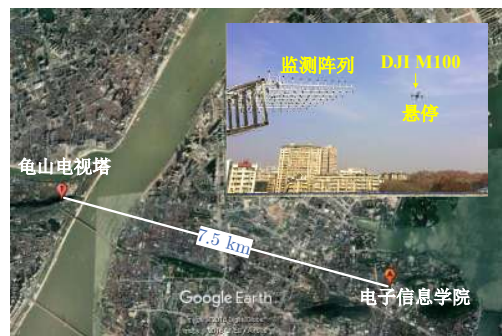 监测阵列
DJI M100
悬停
龟山电视塔
7.5 km
Google Earth
电子信息学院